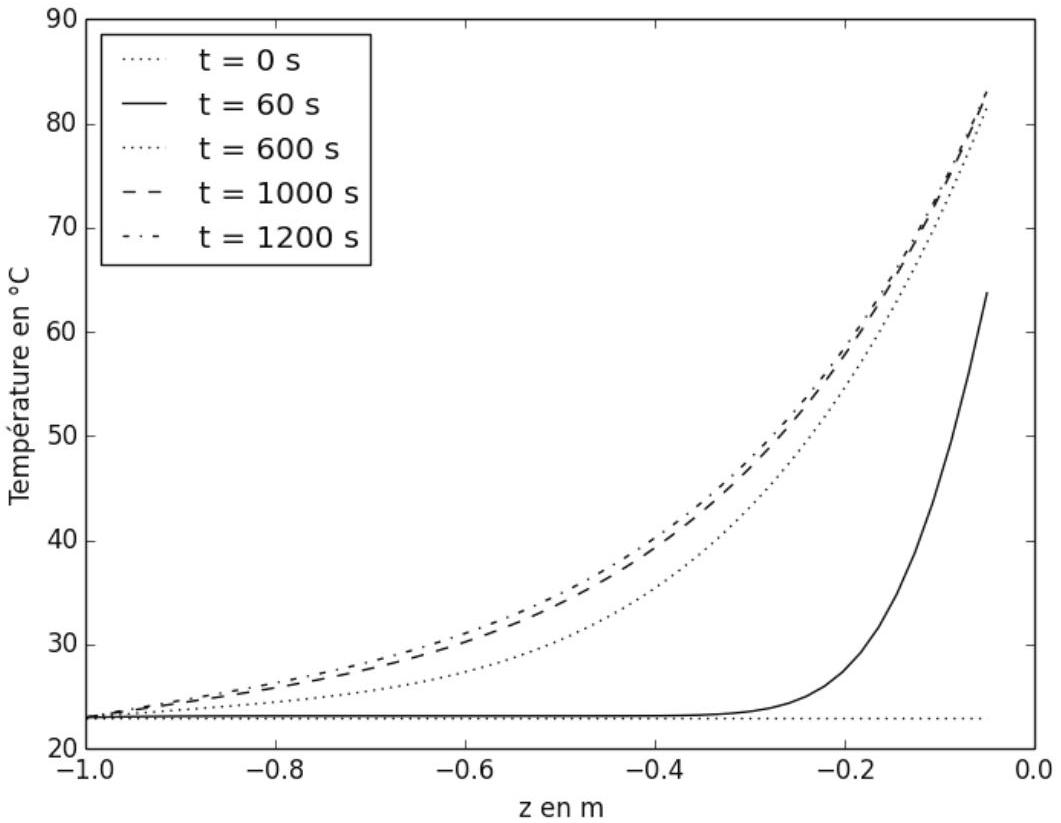 90
80
70
60
50
40
30
20
Température en °C
t = 0 s
t = 60 s
t = 600 s
t = 1000 s
t = 1200 s
−1.0 −0.8 −0.6 −0.4 −0.2 0.0
z en m